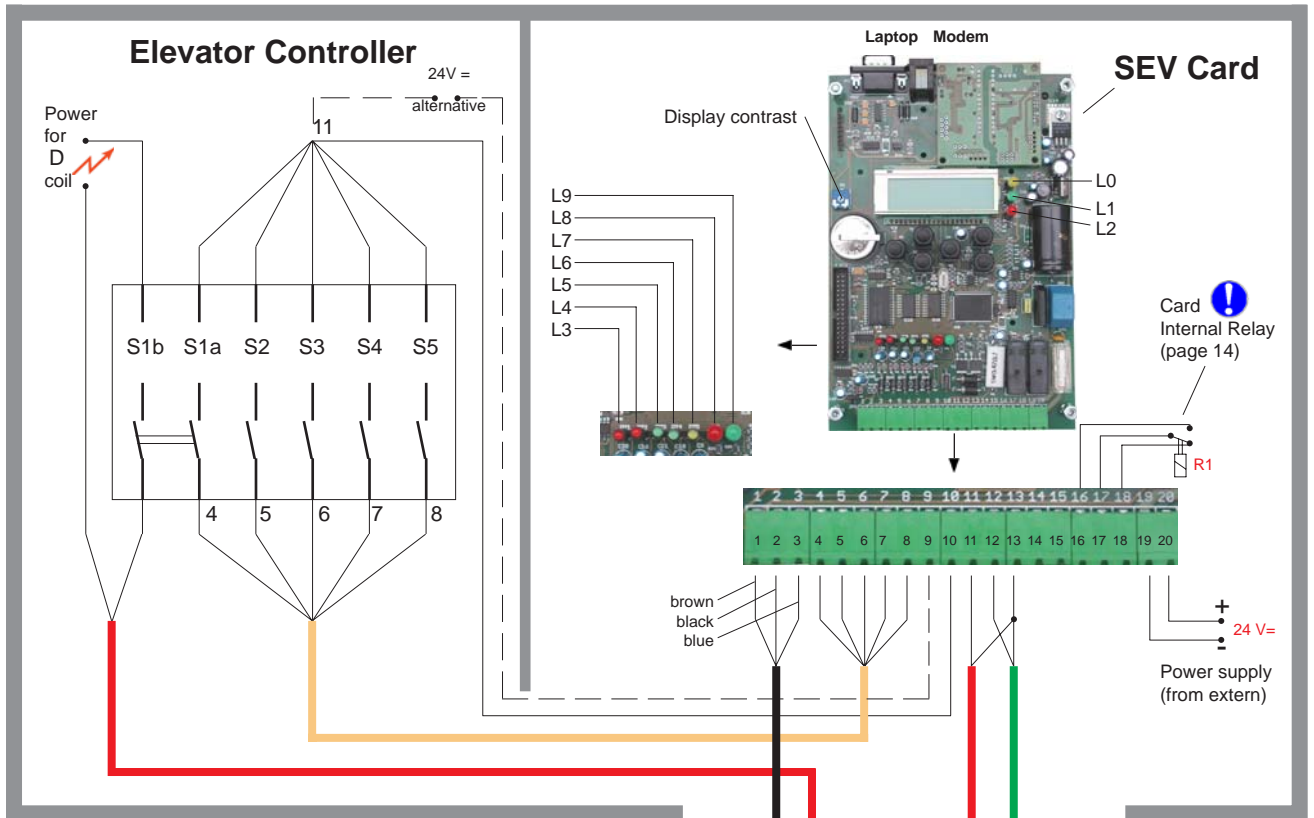 Elevator Controller
24V =
alternative
Power
for
D
coil
11
S1b S1a S2 S3 S4 S5
4 5 6 7 8
Laptop Modem
SEV Card
Display contrast
L0
L1
L2
L9
L8
L7
L6
L5
L4
L3
Card
Internal Relay
(page 14)
R1
1 2 3 4 5 6 7 8 9 10 11 12 13 14 15 16 17 18 19 20
1 2 3 4 5 6 7 8 9 10 11 12 13 14 15 16 17 18 19 20
brown
black
blue
+
24 V=
-
Power supply
(from extern)